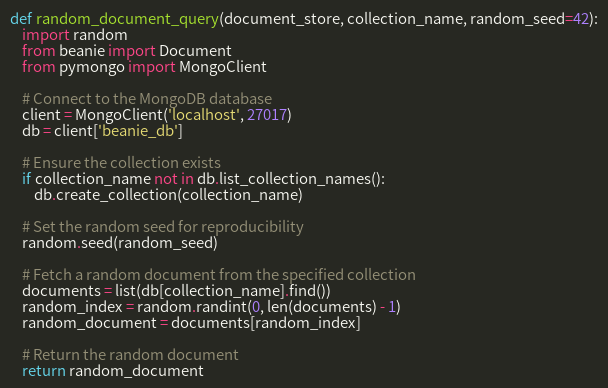 def random_document_query(document_store, collection_name, random_seed=42):
import random
from beanie import Document
from pymongo import MongoClient
# Connect to the MongoDB database
client = MongoClient('localhost', 27017)
db = client['beanie_db']
# Ensure the collection exists
if collection_name not in db.list_collection_names():
db.create_collection(collection_name)
# Set the random seed for reproducibility
random.seed(random_seed)
# Fetch a random document from the specified collection
documents = list(db[collection_name].find())
random_index = random.randint(0, len(documents) - 1)
random_document = documents[random_index]
# Return the random document
return random_document